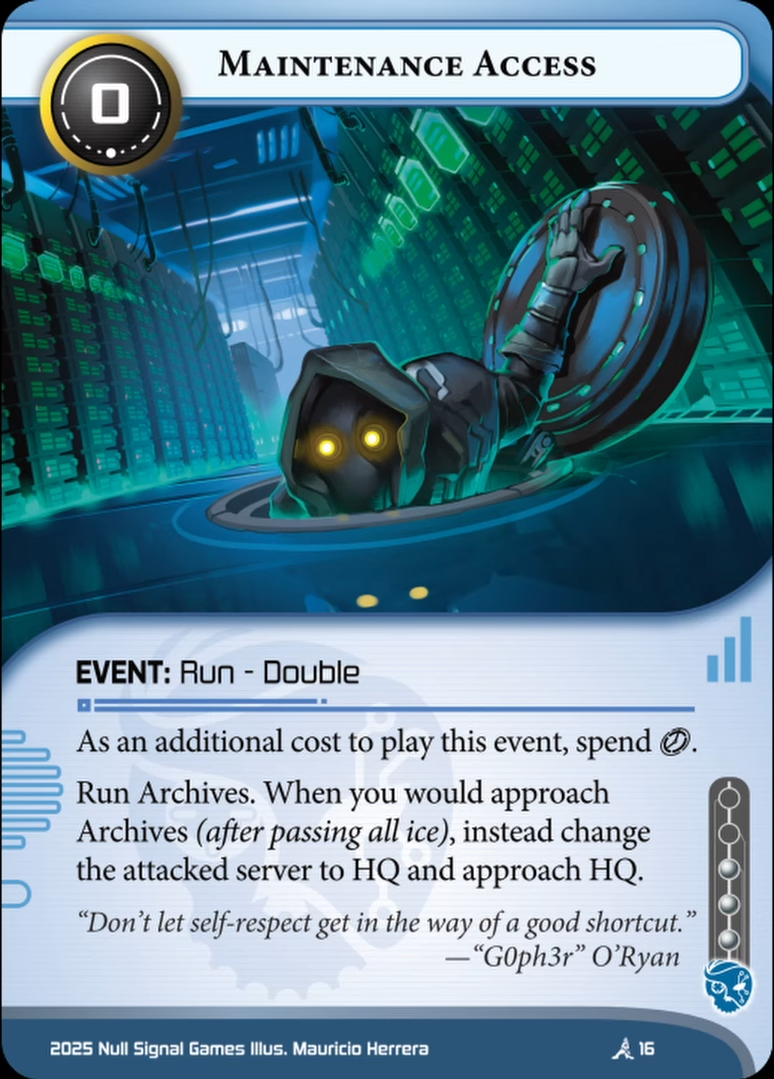 0
Maintenance Access
EVENT: Run - Double
As an additional cost to play this event, spend .
Run Archives. When you would approach
Archives (after passing all ice), instead change
the attacked server to HQ and approach HQ.
“Don’t let self-respect get in the way of a good shortcut.”
—“G0ph3r” O’Ryan
2025 Null Signal Games Illus. Mauricio Herrera
16